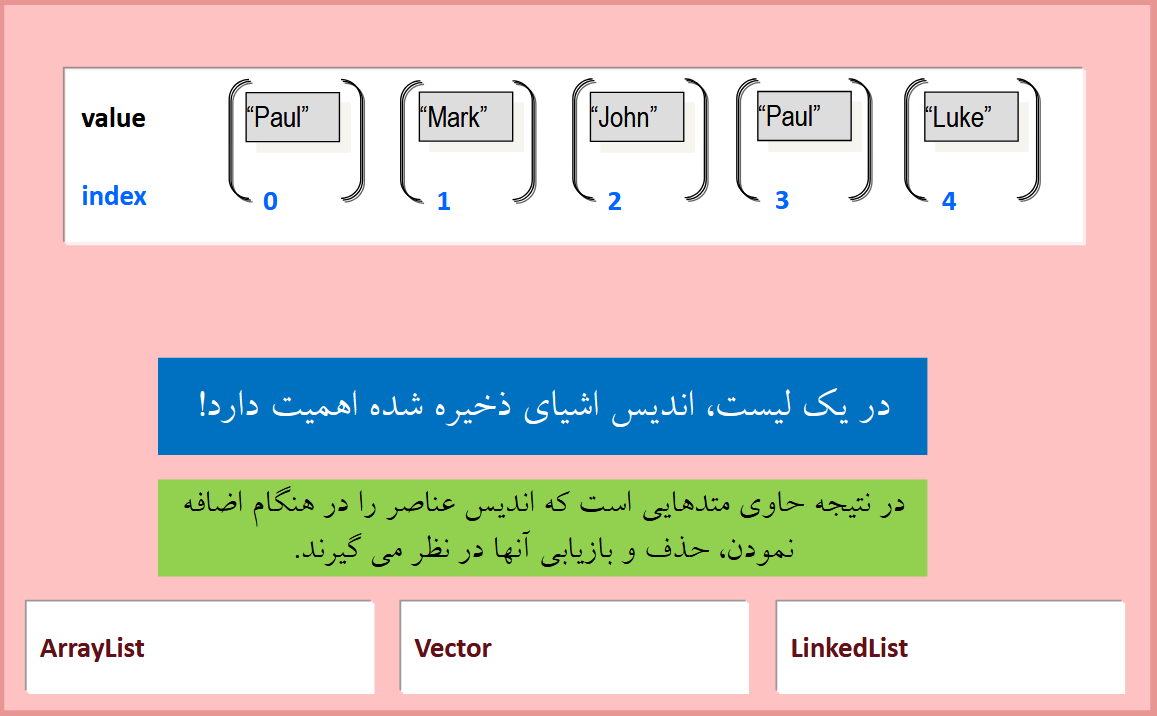 value “Paul” “Mark” “John” “Paul” “Luke”
index 0 1 2 3 4
در یک لیست، اندیس اشیای ذخیره شده اهمیت دارد!
در نتیجه حاوی متدهایی است که اندیس عناصر را در هنگام اضافه
نمودن، حذف و بازیابی آنها در نظر می گیرند.
ArrayList Vector LinkedList